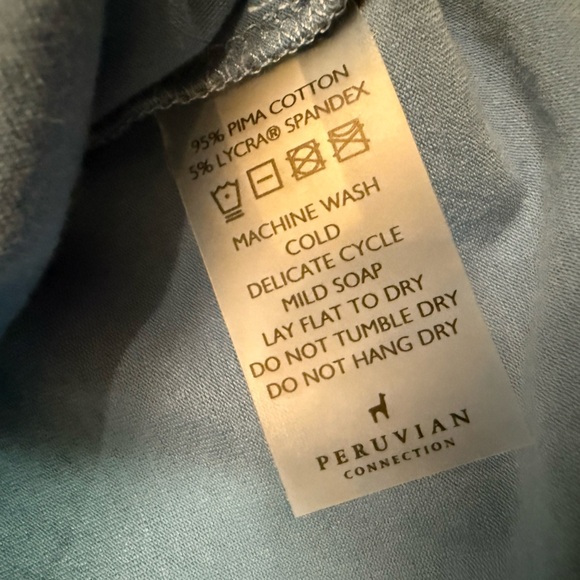 95% PIMA COTTON
5% LYCRA® SPANDEX
MACHINE WASH
COLD
DELICATE CYCLE
MILD SOAP
LAY FLAT TO DRY
DO NOT TUMBLE DRY
DO NOT HANG DRY
PERUVIAN
CONNECTION